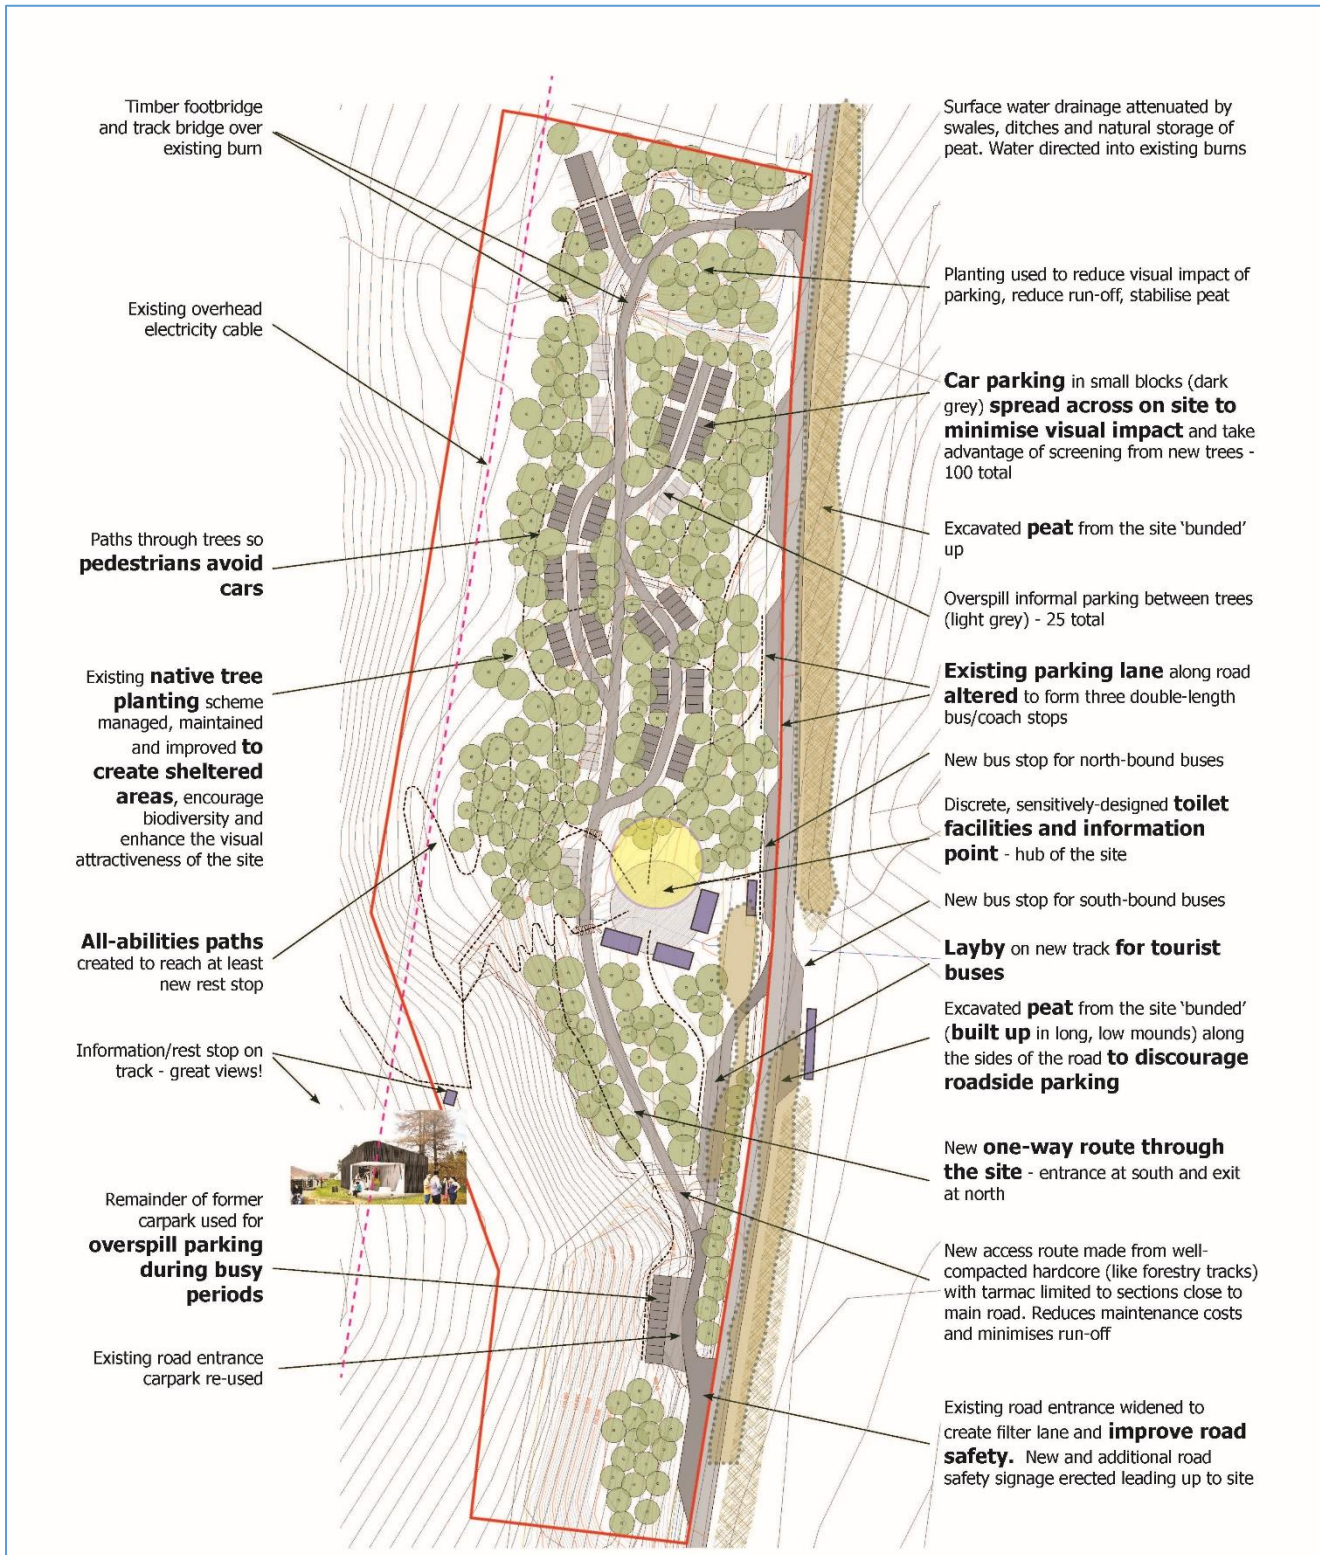 Timber footbridge
and track bridge over
existing burn
Existing overhead
electricity cable
Paths through trees so
pedestrians avoid
cars
Existing native tree
planting scheme
managed, maintained
and improved to
create sheltered
areas, encourage
biodiversity and
enhance the visual
attractiveness of the site
All-abilities paths
created to reach at least
new rest stop
Information/rest stop on
track - great views!
Remainder of former
carpark used for
overspill parking
during busy
periods
Existing road entrance
carpark re-used
Surface water drainage attenuated by
swales, ditches and natural storage of
peat. Water directed into existing burns
Planting used to reduce visual impact of
parking, reduce run-off, stabilise peat
Car parking in small blocks (dark
grey) spread across on site to
minimise visual impact and take
advantage of screening from new trees -
100 total
Excavated peat from the site ‘bunded’
up
Overspill informal parking between trees
(light grey) - 25 total
Existing parking lane along road
altered to form three double-length
bus/coach stops
New bus stop for north-bound buses
Discrete, sensitively-designed toilet
facilities and information
point - hub of the site
New bus stop for south-bound buses
Layby on new track for tourist
buses
Excavated peat from the site ‘bunded’
(built up in long, low mounds) along
the sides of the road to discourage
roadside parking
New one-way route through
the site - entrance at south and exit
at north
New access route made from well-
compacted hardcore (like forestry tracks)
with tarmac limited to sections close to
main road. Reduces maintenance costs
and minimises run-off
Existing road entrance widened to
create filter lane and improve road
safety. New and additional road
safety signage erected leading up to site